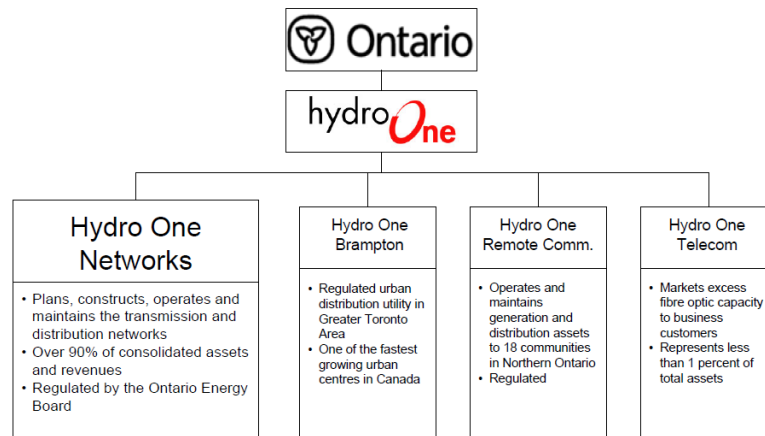 Ontario
hydroOne
Hydro One
Networks
• Plans, constructs, operates and
maintains the transmission and
distribution networks
• Over 90% of consolidated assets
and revenues
• Regulated by the Ontario Energy
Board
Hydro One
Brampton
• Regulated urban
distribution utility in
Greater Toronto
Area
• One of the fastest
growing urban
centres in Canada
Hydro One
Remote Comm.
• Operates and
maintains
generation and
distribution assets
to 18 communities
in Northern Ontario
• Regulated
Hydro One
Telecom
• Markets excess
fibre optic capacity
to business
customers
• Represents less
than 1 percent of
total assets